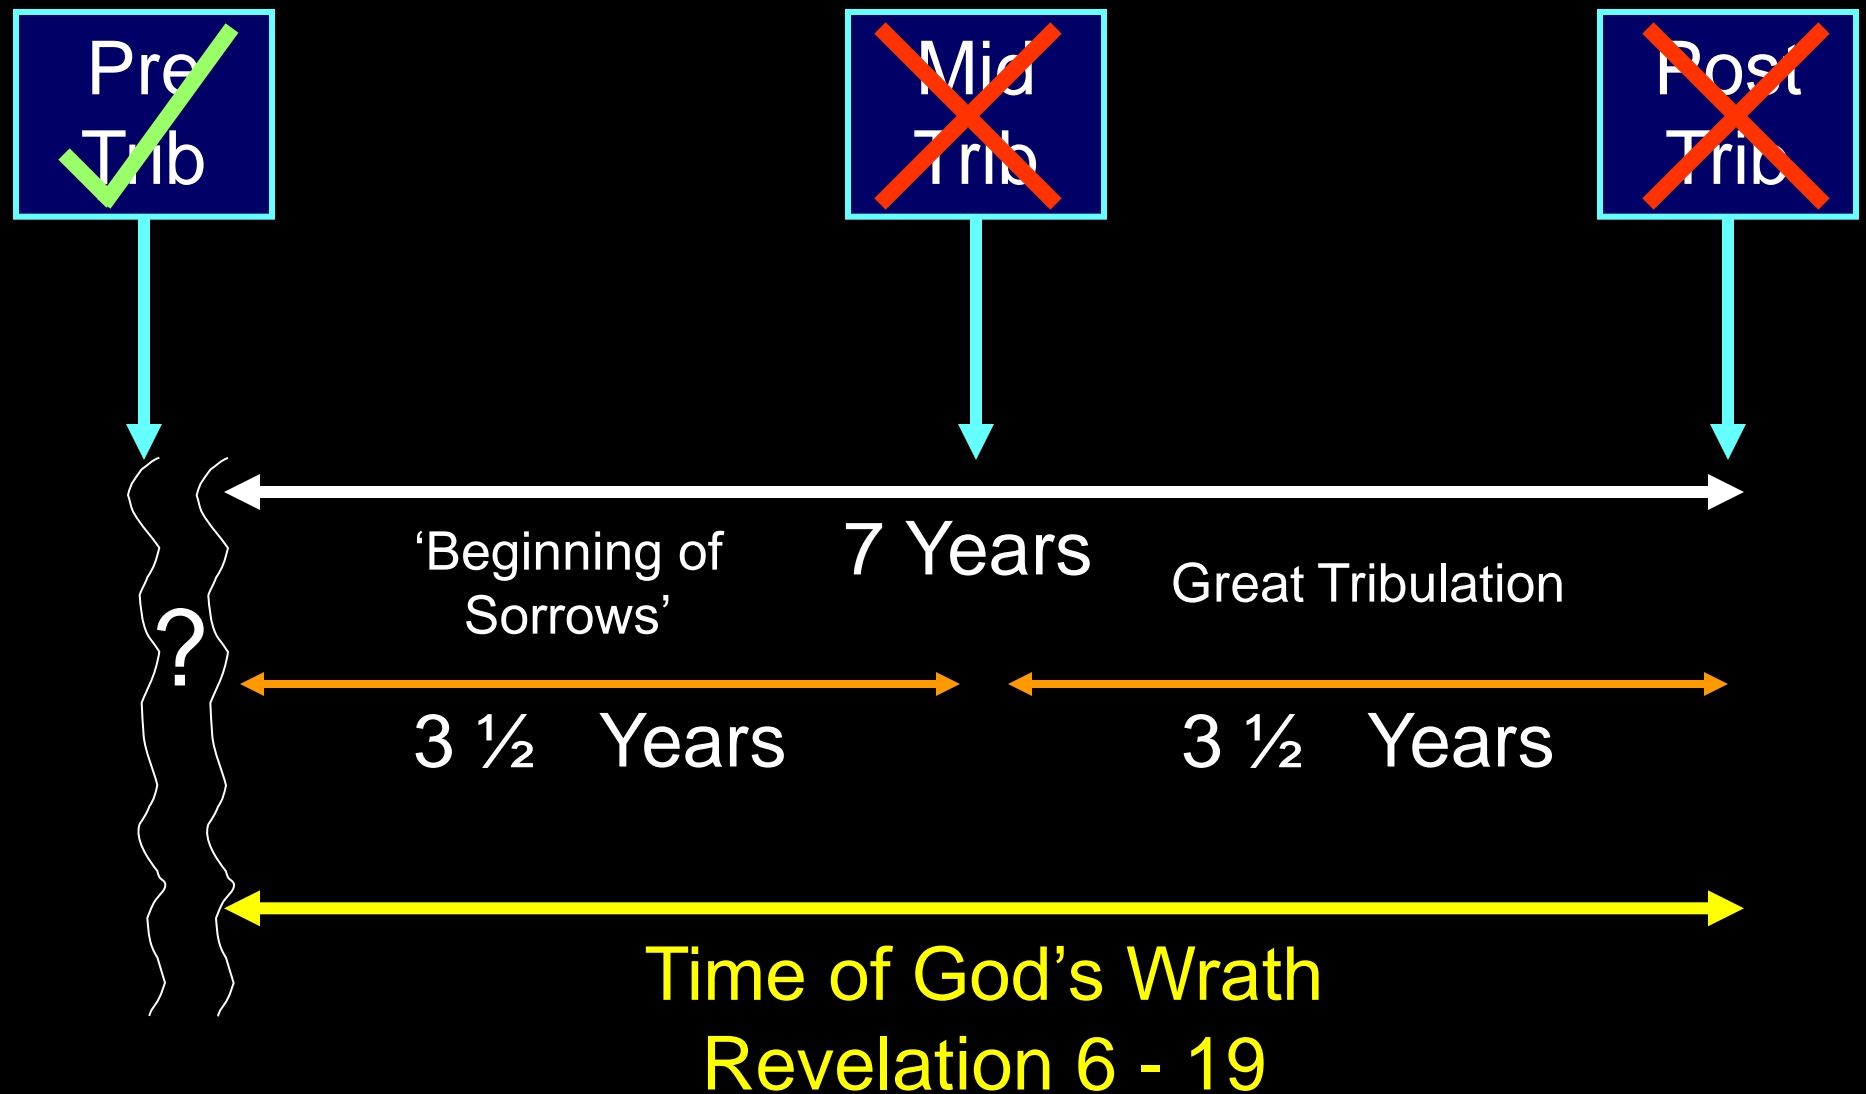 Pre
Trib
Mid
Trib
Post
Trib
‘Beginning of
Sorrows’
7 Years
Great Tribulation
?
3 ½ Years
3 ½ Years
Time of God’s Wrath
Revelation 6 - 19